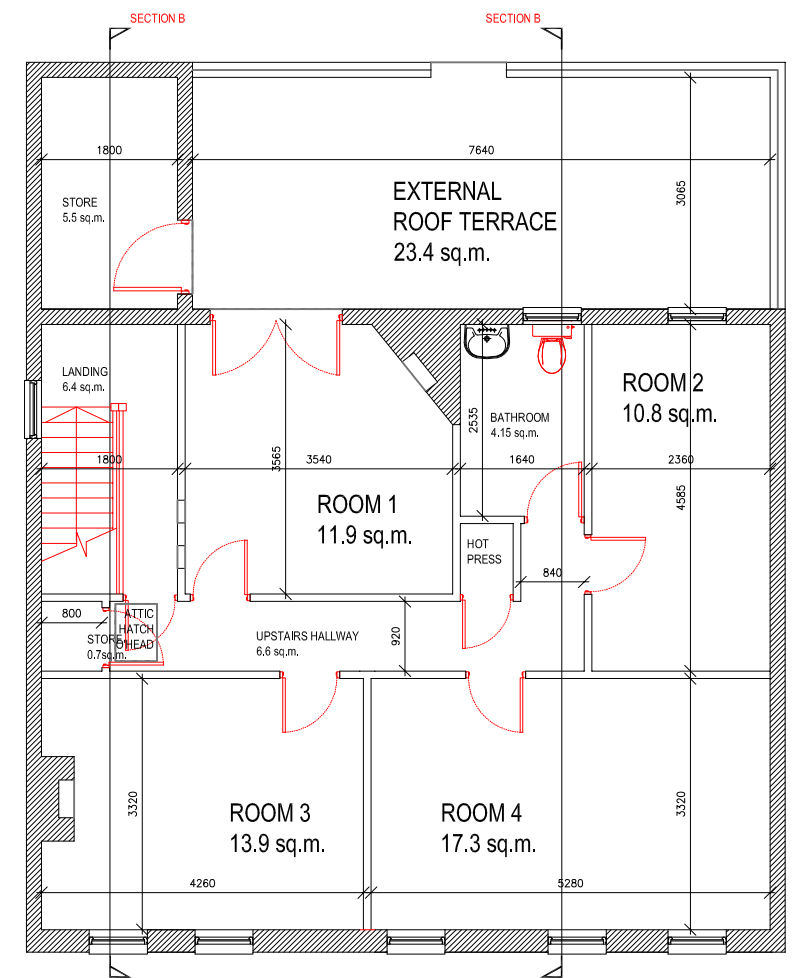 SECTION B
SECTION B
1800
7640
EXTERNAL
ROOF TERRACE
23.4 sq.m.
3065
STORE
5.5 sq.m.
LANDING
6.4 sq.m.
ROOM 2
10.8 sq.m.
BATHROOM
4.15 sq.m.
2535
1800
3565
3540
1640
2360
4585
ROOM 1
11.9 sq.m.
HOT
PRESS
840
800
ATTIC
HATCH
O'HEAD
STORE
0.7sq.m.
UPSTAIRS HALLWAY
6.6 sq.m.
920
3320
ROOM 3
13.9 sq.m.
ROOM 4
17.3 sq.m.
3320
4260
5280